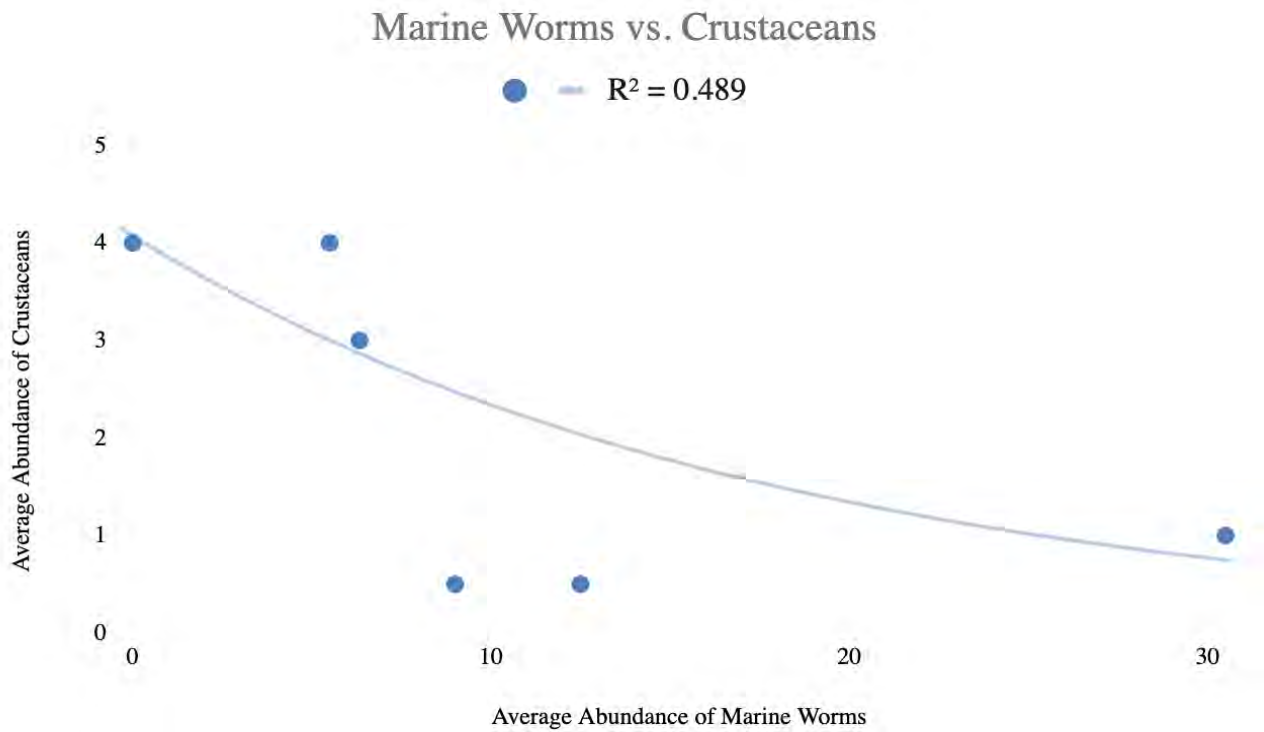 Marine Worms vs. Crustaceans
R² = 0.489
5
4
3
2
1
0
Average Abundance of Crustaceans
0 10 20 30
Average Abundance of Marine Worms